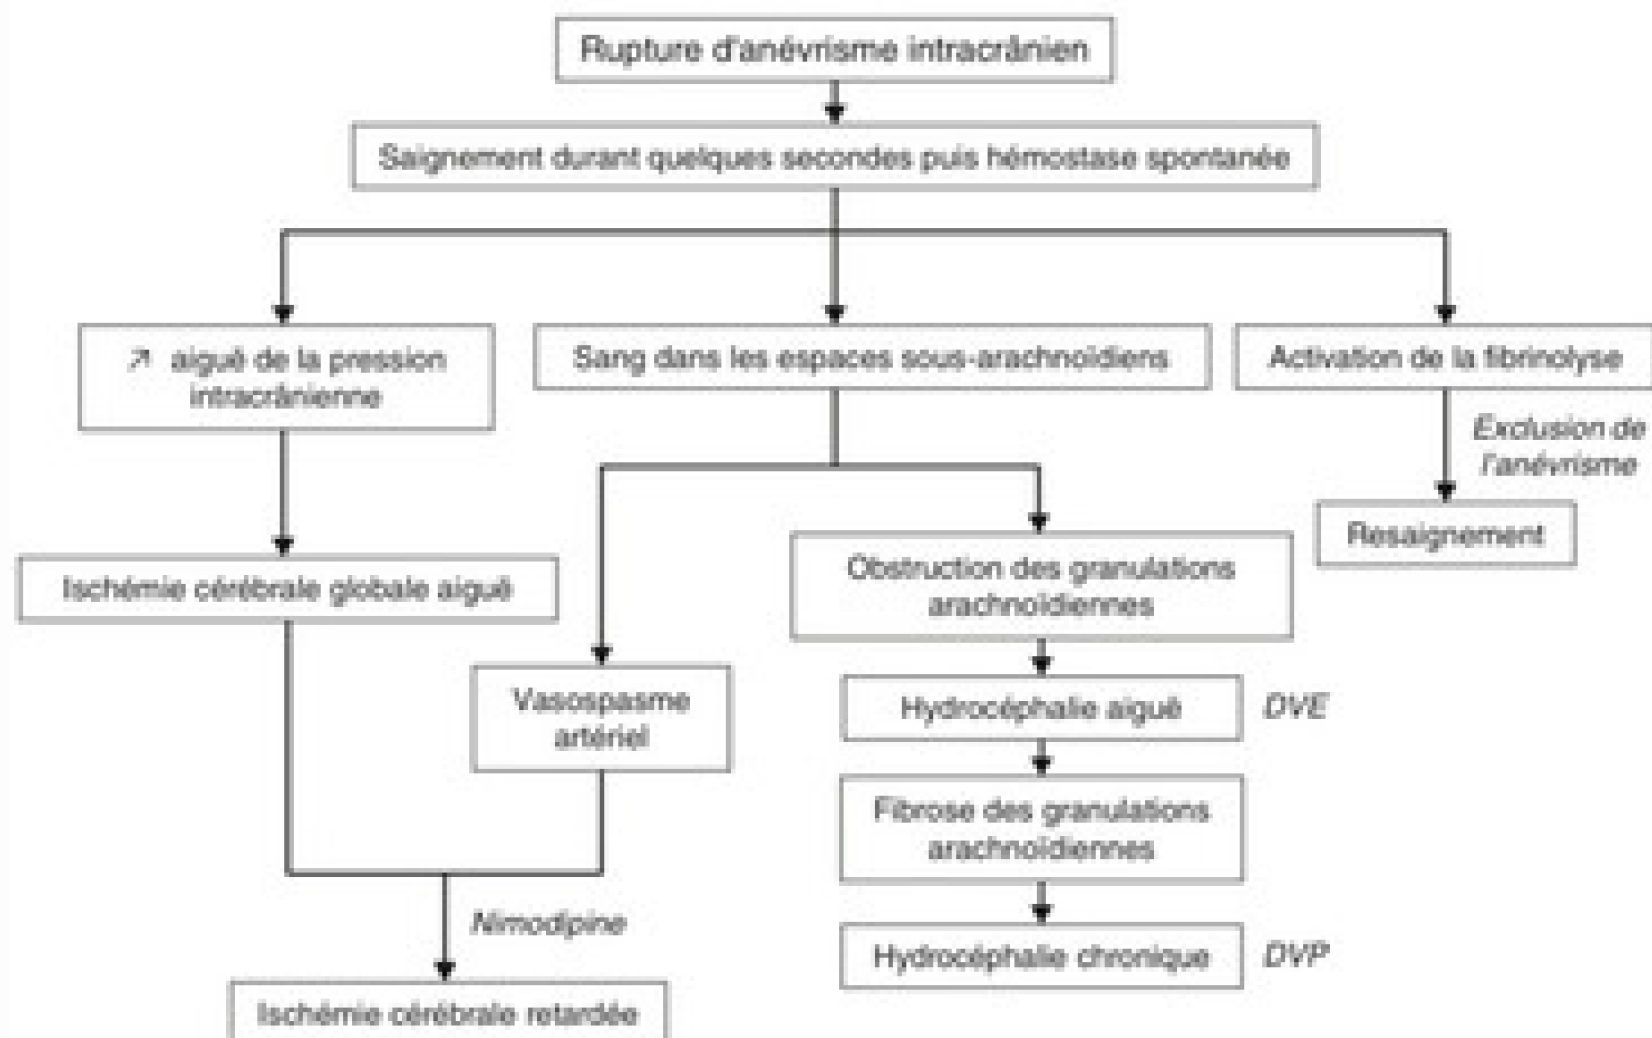 Rupture d'anévrisme intracrânien
Saignement durant quelques secondes puis hémostase spontanée
↗ aiguë de la pression
intracrânienne
Sang dans les espaces sous-arachnoïdiens
Activation de la fibrinolyse
Exclusion de
l'anévrisme
Resaignement
Ischémie cérébrale globale aiguë
Obstruction des granulations
arachnoïdiennes
Vasospasme
artériel
Hydrocéphalie aiguë
DVE
Fibrose des granulations
arachnoïdiennes
Nimodipine
Hydrocéphalie chronique
DVP
Ischémie cérébrale retardée